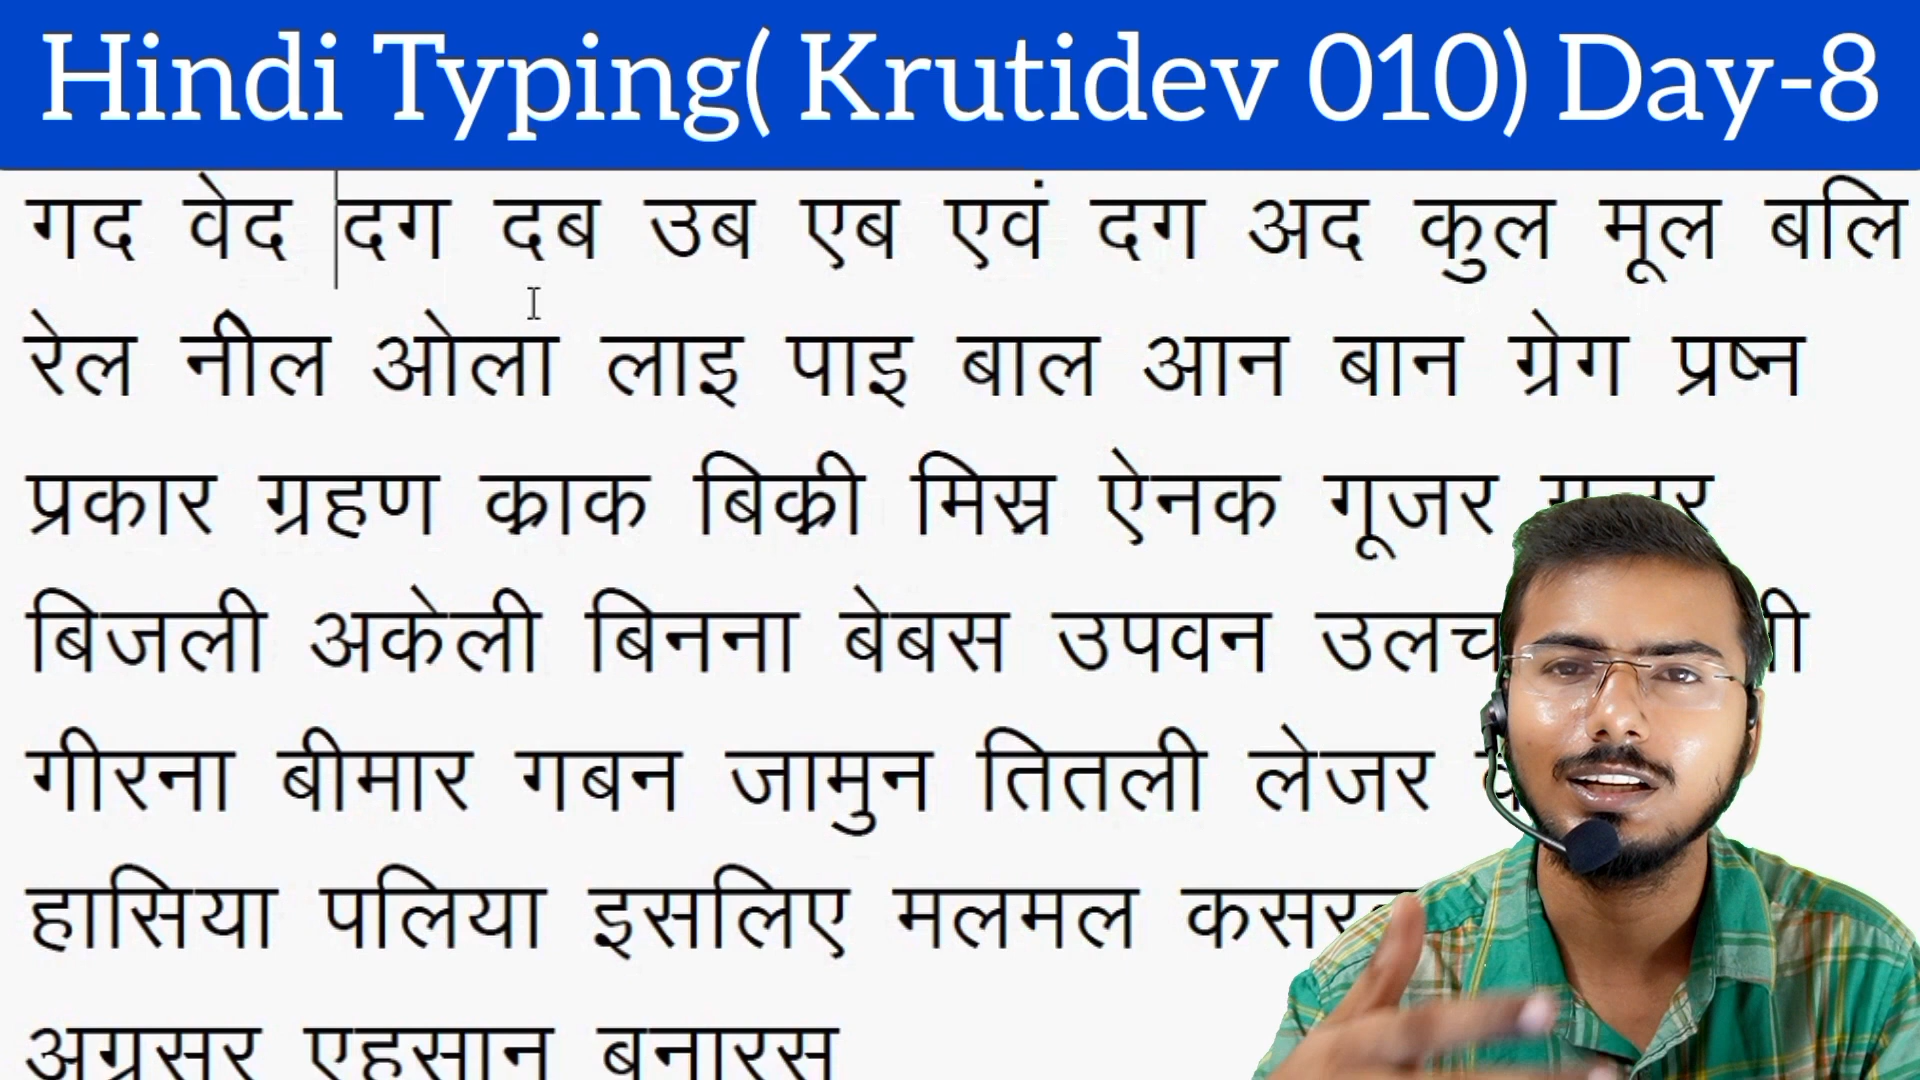 Hindi Typing( Krutidev 010) Day-8
गद वेद दग दब उब एब एवं दग अद कुल मूल बलि
रेल नील ओला लाइ पाइ बाल आन बान ग्रेग प्रष्न
प्रकार ग्रहण क्राक बिक्री मिस्र ऐनक गूजर
बिजली अकेली बिनना बेबस उपवन
गीरना बीमार गबन जामुन तितली लेजर
हासिया पलिया इसलिए मलमल
अग्रसर एहसान बनारस